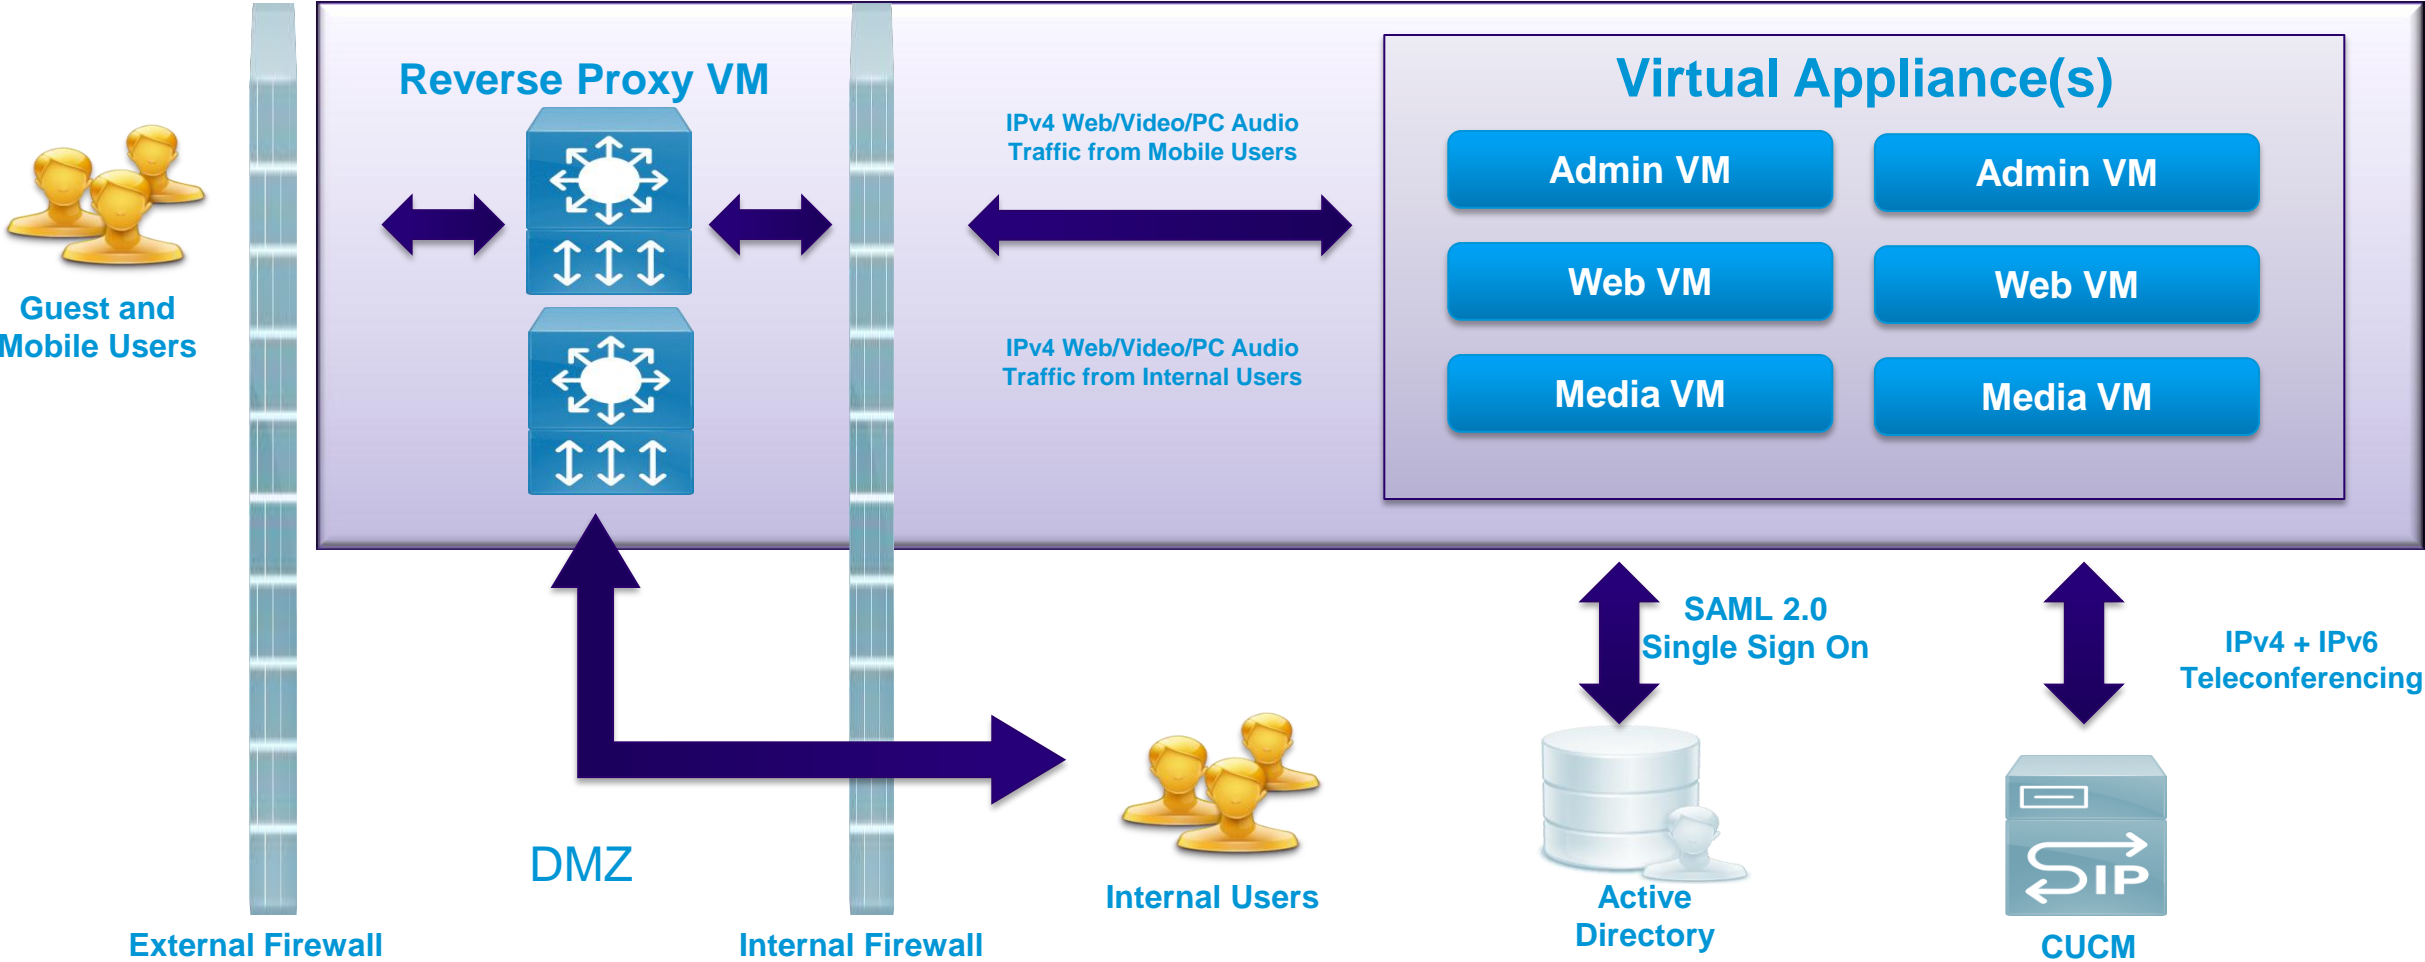 Reverse Proxy VM
Virtual Appliance(s)
IPv4 Web/Video/PC Audio
Traffic from Mobile Users
Admin VM
Admin VM
Web VM
Web VM
Guest and
Mobile Users
IPv4 Web/Video/PC Audio
Traffic from Internal Users
Media VM
Media VM
SAML 2.0
Single Sign On
IPv4 + IPv6
Teleconferencing
DMZ
SIP
Internal Users
Active
Directory
External Firewall
Internal Firewall
CUCM